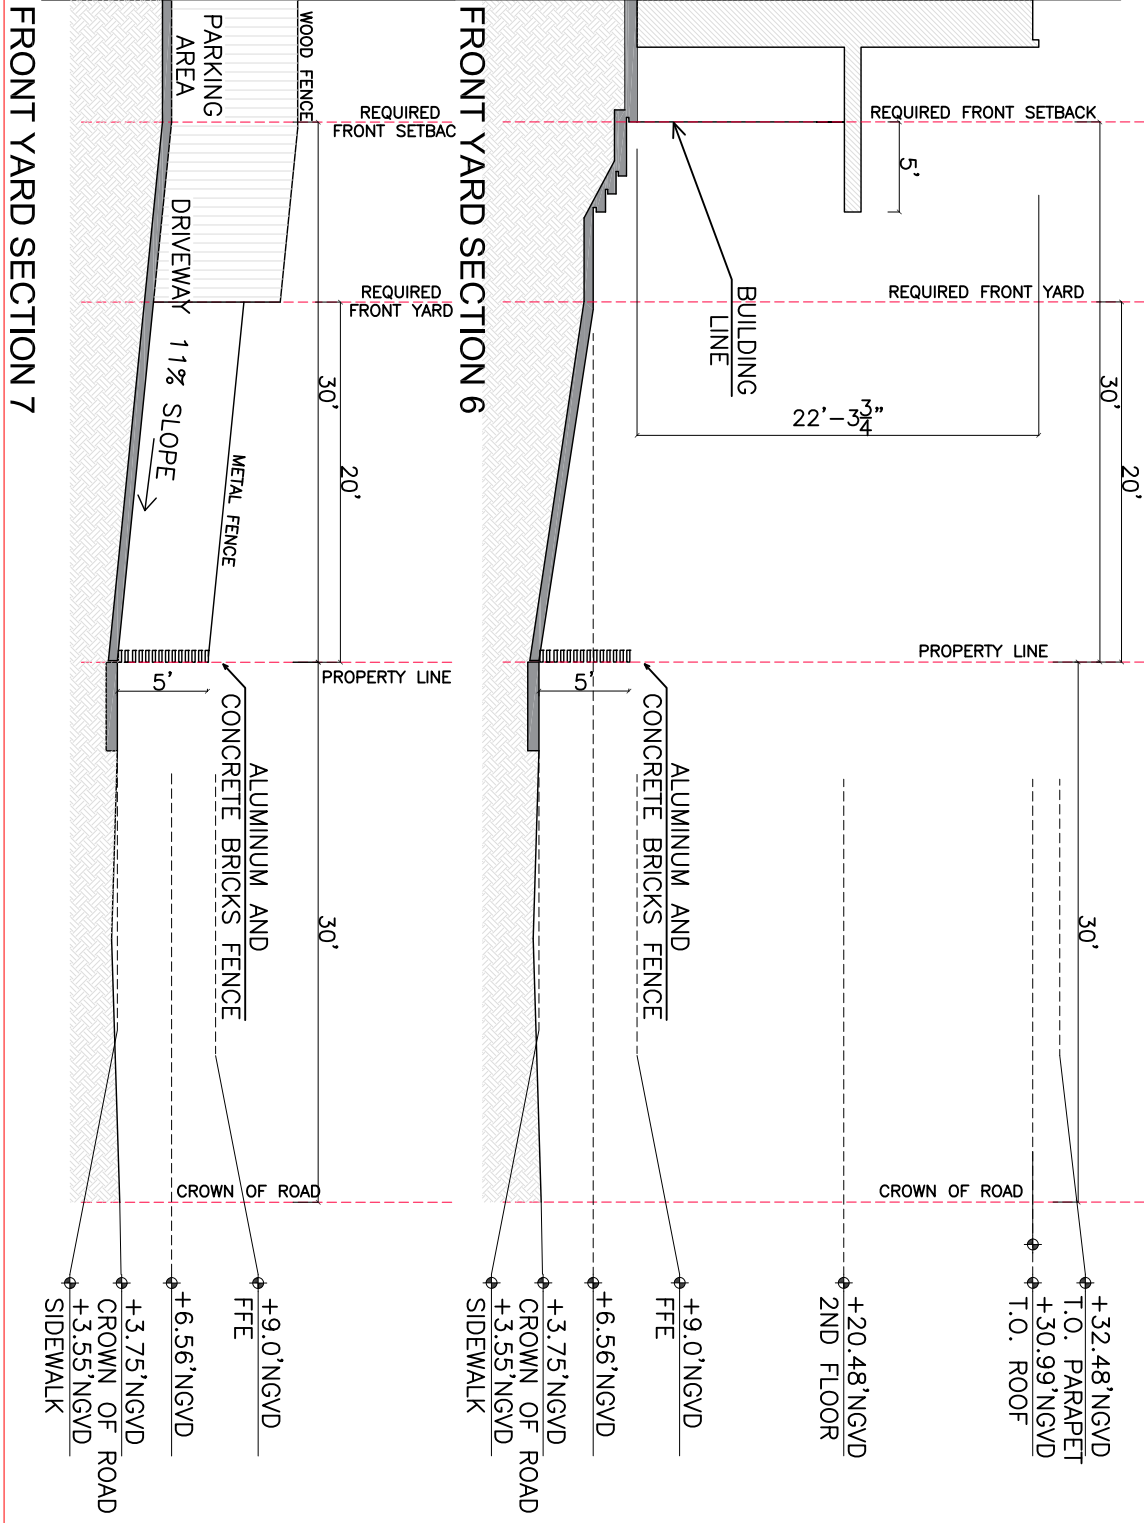 REQUIRED FRONT SETBACK
5'
REQUIRED FRONT YARD
30'
BUILDING
LINE
22'-3 3/4"
20'
PROPERTY LINE
5'
ALUMINUM AND
CONCRETE BRICKS FENCE
30'
CROWN OF ROAD
+32.48'NGVD
T.O. PARAPET
+30.99'NGVD
T.O. ROOF
+20.48'NGVD
2ND FLOOR
+9.0'NGVD
FFE
+6.56'NGVD
+3.75'NGVD
CROWN OF ROAD
+3.55'NGVD
SIDEWALK
FRONT YARD SECTION 6
WOOD FENCE
PARKING
AREA
REQUIRED
FRONT SETBAC
DRIVEWAY 11% SLOPE
REQUIRED
FRONT YARD
30'
20'
METAL FENCE
PROPERTY LINE
5'
ALUMINUM AND
CONCRETE BRICKS FENCE
30'
CROWN OF ROAD
+9.0'NGVD
FFE
+6.56'NGVD
+3.75'NGVD
CROWN OF ROAD
+3.55'NGVD
SIDEWALK
FRONT YARD SECTION 7